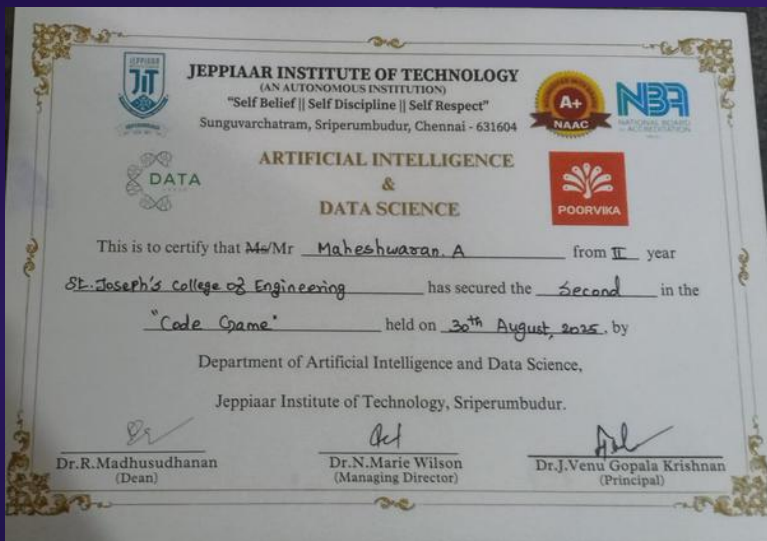 JEPPIAAR INSTITUTE OF TECHNOLOGY
(AN AUTONOMOUS INSTITUTION)
"Self Belief || Self Discipline || Self Respect"
Sunguvarchatram, Sriperumbudur, Chennai - 631604
JEPPIAAR
JIT
A+
NAAC
NBA
NATIONAL BOARD
of ACCREDITATION
DATA
ARTIFICIAL INTELLIGENCE
&
DATA SCIENCE
POORVIKA
This is to certify that Ms/Mr Maheshwaran. A from II year
St. Joseph's College of Engineering has secured the Second in the
"Code Game" held on 30th August, 2025. by
Department of Artificial Intelligence and Data Science,
Jeppiaar Institute of Technology, Sriperumbudur.
Dr.R.Madhusudhanan
(Dean)
Dr.N.Marie Wilson
(Managing Director)
Dr.J.Venu Gopala Krishnan
(Principal)